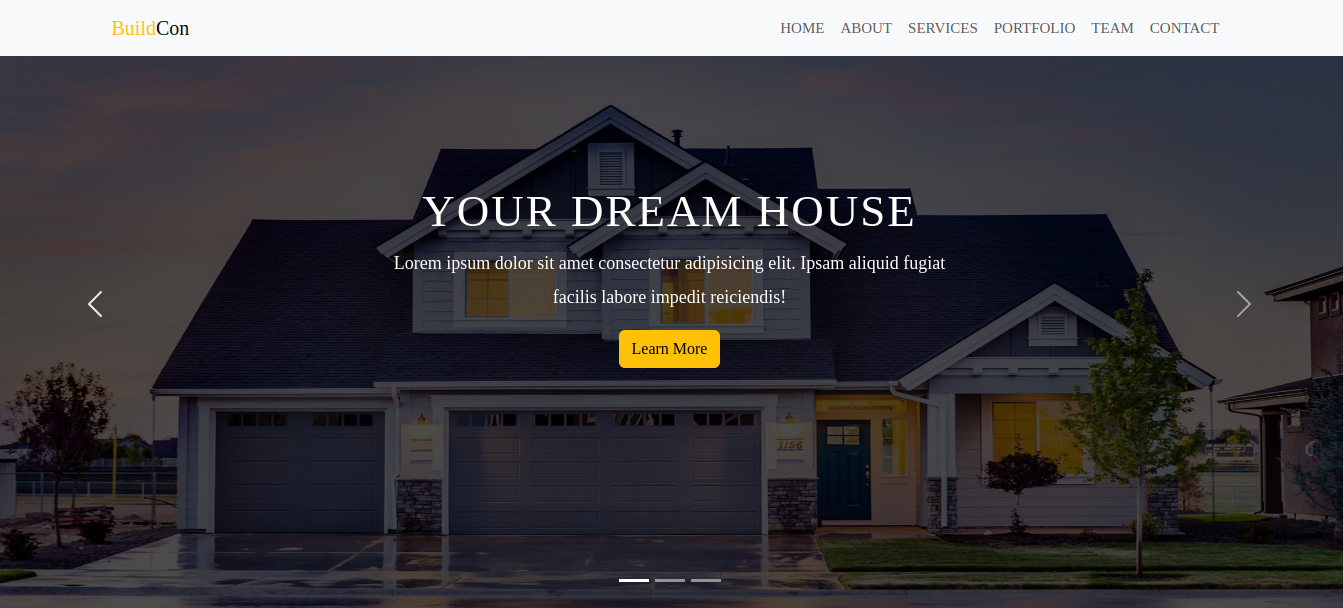 BuildCon
HOME ABOUT SERVICES PORTFOLIO TEAM CONTACT
YOUR DREAM HOUSE
Lorem ipsum dolor sit amet consectetur adipisicing elit. Ipsam aliquid fugiat
facilis labore impedit reiciendis!
Learn More
1156